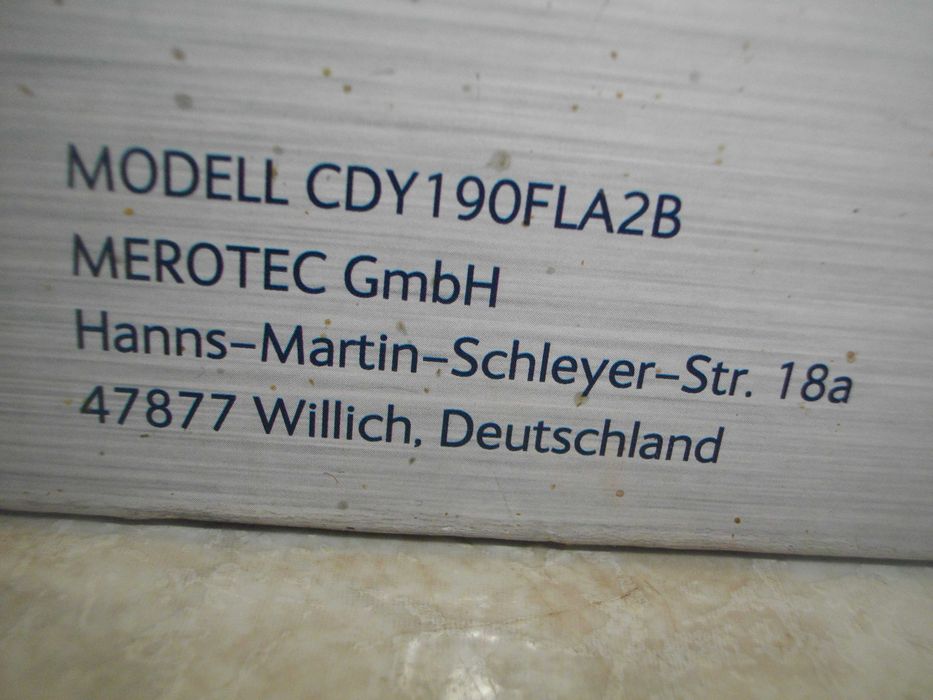 MODELL CDY190FLA2B
MEROTEC GmbH
Hanns-Martin-Schleyer-Str. 18a
47877 Willich, Deutschland